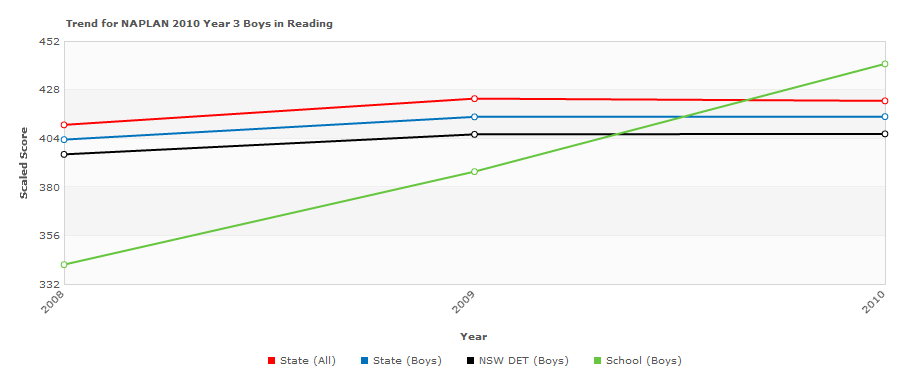 Trend for NAPLAN 2010 Year 3 Boys in Reading
452
428
404
380
356
332
Scaled Score
2008 2009 2010
Year
State (All) State (Boys) NSW DET (Boys) School (Boys)